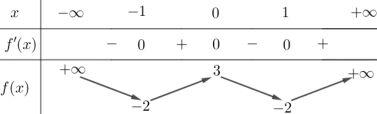 x −∞ −1 0 1 +∞
f′(x) − 0 + 0 − 0 +
f(x) +∞ −2 3 −2 +∞